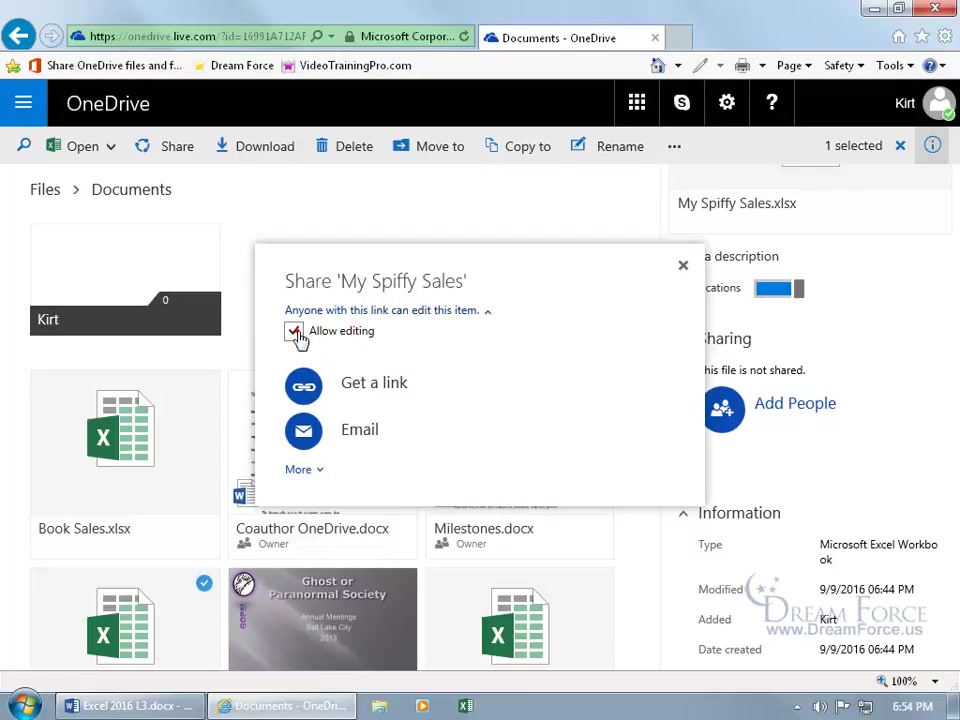 https://onedrive.live.com/?id=16991A712AF
Microsoft Corpor...
Documents - OneDrive
Share OneDrive files and f...
Dream Force
VideoTrainingPro.com
Page
Safety
Tools
OneDrive
Kirt
Open
Share
Download
Delete
Move to
Copy to
Rename
1 selected
Files > Documents
My Spiffy Sales.xlsx
a description
cations
0
Kirt
Share 'My Spiffy Sales'
Anyone with this link can edit this item.
Allow editing
Get a link
Email
More
Sharing
his file is not shared.
Add People
Book Sales.xlsx
Coauthor OneDrive.docx
Owner
Milestones.docx
Owner
Information
Type
Microsoft Excel Workbo
ok
Modified
9/9/2016 06:44 PM
Added
Kirt
Date created
9/9/2016 06:44 PM
Ghost or
Paranormal Society
Annual Meetings
Salt Lake City
2013
DREAM FORCE
www.DreamForce.us
100%
Excel 2016 L3.docx - ...
Documents - OneDri...
6:54 PM